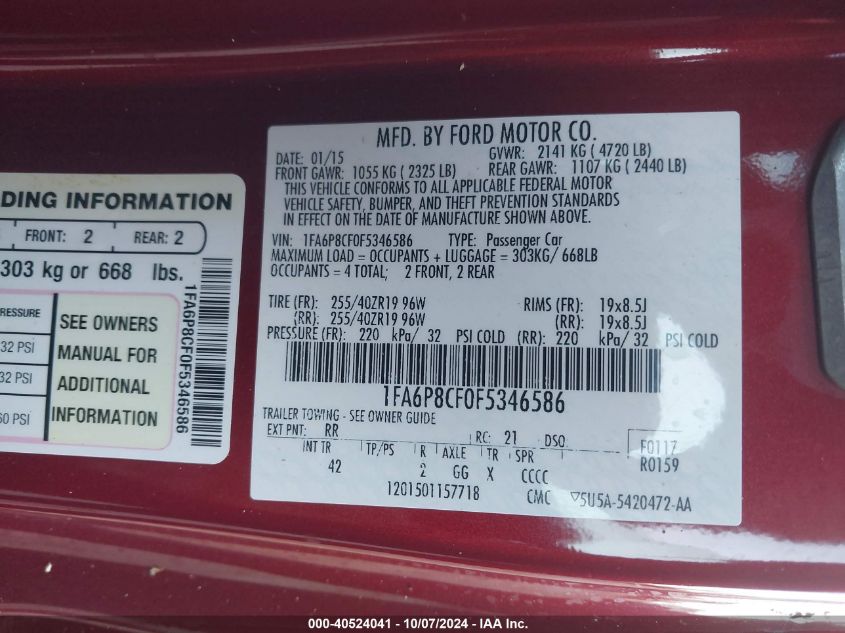 MFD. BY FORD MOTOR CO.
DATE: 01/15 GVWR: 2141 KG ( 4720 LB)
FRONT GAWR: 1055 KG ( 2325 LB) REAR GAWR: 1107 KG ( 2440 LB)
THIS VEHICLE CONFORMS TO ALL APPLICABLE FEDERAL MOTOR
VEHICLE SAFETY, BUMPER, AND THEFT PREVENTION STANDARDS
IN EFFECT ON THE DATE OF MANUFACTURE SHOWN ABOVE.
VIN: 1FA6P8CF0F5346586 TYPE: Passenger Car
MAXIMUM LOAD = OCCUPANTS + LUGGAGE = 303KG/ 668LB
OCCUPANTS = 4 TOTAL; 2 FRONT, 2 REAR
TIRE (FR): 255/40ZR19 96W RIMS (FR): 19x8.5J
(RR): 255/40ZR19 96W (RR): 19x8.5J
PRESSURE (FR): 220 kPa/ 32 PSI COLD (RR): 220 kPa/ 32 PSI COLD
1FA6P8CF0F5346586
TRAILER TOWING - SEE OWNER GUIDE
EXT PNT: RR RC: 21 DSO: F0117
INT TR TP/PS R AXLE TR SPR R0159
42 2 GG X CCCC
1201501157718 CMC ▽5U5A-5420472-AA
DING INFORMATION
FRONT: 2 REAR: 2
303 kg or 668 lbs.
RESSURE SEE OWNERS
32 PSI MANUAL FOR
32 PSI ADDITIONAL
60 PSI INFORMATION
1FA6P8CF0F5346586
000-40524041 - 10/07/2024 - IAA Inc.